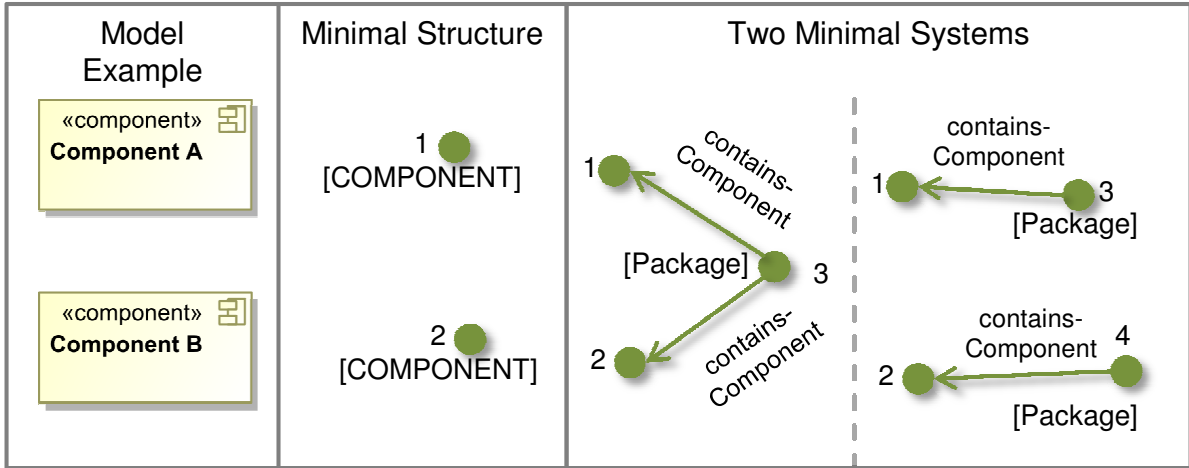 Model
Example
Minimal Structure
Two Minimal Systems
«component»
Component A
«component»
Component B
1
[COMPONENT]
2
[COMPONENT]
1
contains-
Component
[Package]
3
2
contains-
Component
contains-
Component
1
3
[Package]
contains-
Component
4
2
[Package]